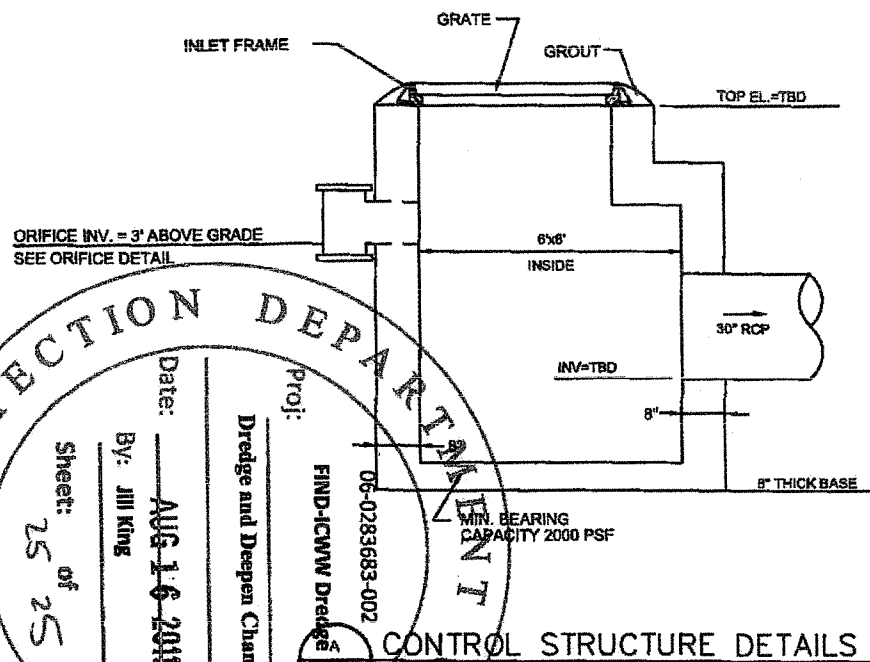 GRATE
INLET FRAME
GROUT
TOP EL.=TBD
ORIFICE INV. = 3' ABOVE GRADE
SEE ORIFICE DETAIL
6'x6'
INSIDE
30" RCP
INV=TBD
8"
8"
8" THICK BASE
MIN. BEARING
CAPACITY 2000 PSF
A
CONTROL STRUCTURE DETAILS
ECTION DEPARTMENT
Proj:
06-0283683-002
FIND-ICWW Dredge
Dredge and Deepen Chan
Date: AUG 16 201
By: Jill King
Sheet: 25 of 25